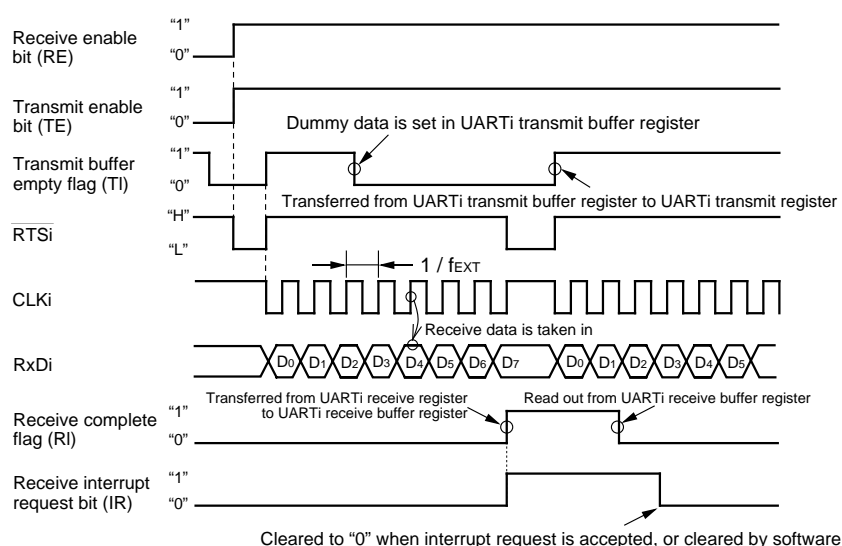 Receive enable
bit (RE)
“1”
“0”
Transmit enable
bit (TE)
“1”
“0”
Dummy data is set in UARTi transmit buffer register
Transmit buffer
empty flag (TI)
“1”
“0”
Transferred from UARTi transmit buffer register to UARTi transmit register
RTSi
“H”
“L”
1 / fEXT
CLKi
Receive data is taken in
RxDi
D0 D1 D2 D3 D4 D5 D6 D7 D0 D1 D2 D3 D4 D5
Transferred from UARTi receive register
to UARTi receive buffer register
Read out from UARTi receive buffer register
Receive complete
flag (RI)
“1”
“0”
Receive interrupt
request bit (IR)
“1”
“0”
Cleared to “0” when interrupt request is accepted, or cleared by software